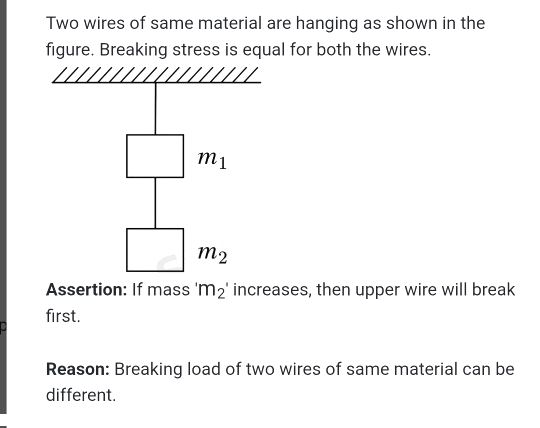 Two wires of same material are hanging as shown in the
figure. Breaking stress is equal for both the wires.
m₁
m₂
Assertion: If mass 'm₂' increases, then upper wire will break
first.
Reason: Breaking load of two wires of same material can be
different.